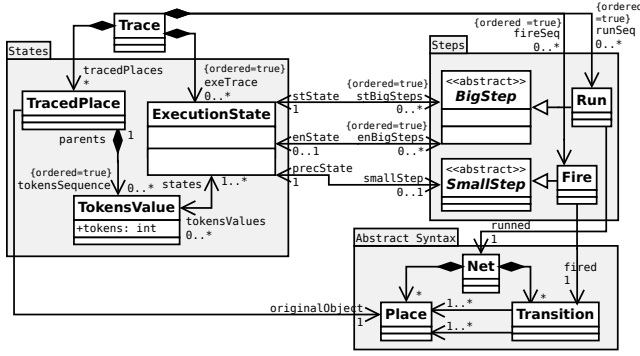 Trace
{ordered
=true}
runSeq
0..*
{ordered =true}
fireSeq
0..*
States
Steps
tracedPlaces
*
{ordered=true}
exeTrace
0..*
TracedPlace
ExecutionState
stState
1
{ordered=true}
stBigSteps
0..*
<<abstract>>
BigStep
Run
parents
1
enState
0..1
{ordered=true}
enBigSteps
0..*
{ordered=true}
tokensSequence
0..*
states
1..*
precState
1
smallStep
0..1
<<abstract>>
SmallStep
Fire
TokensValue
+tokens: int
tokensValues
0..*
runned
1
Abstract Syntax
Net
fired
1
*
*
originalObject
1
Place
1..*
1..*
Transition